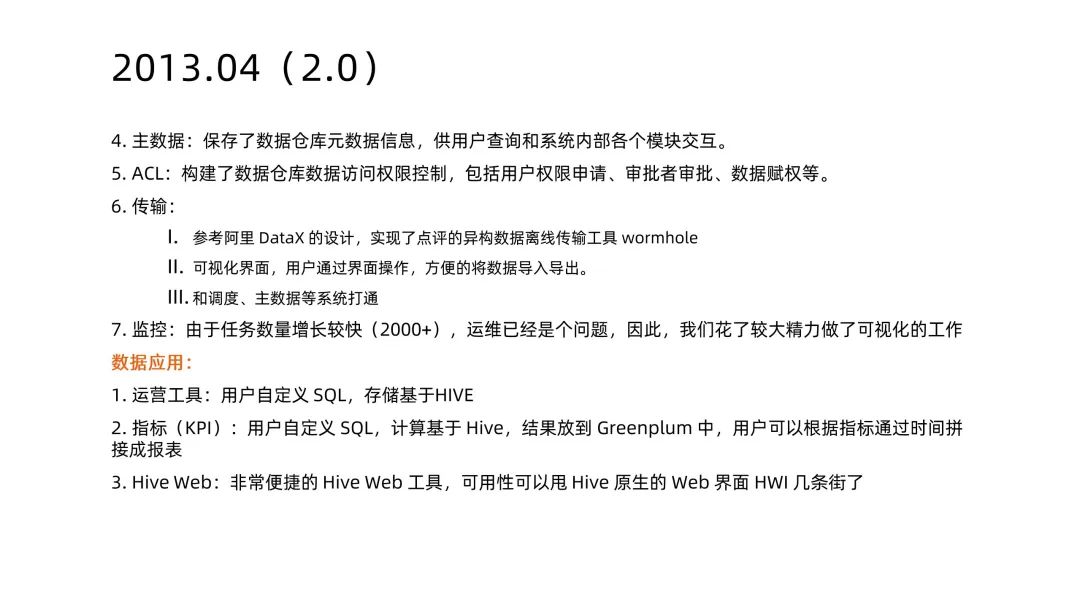 2013.04（2.0）
4. 主数据：保存了数据仓库元数据信息，供用户查询和系统内部各个模块交互。
5. ACL：构建了数据仓库数据访问权限控制，包括用户权限申请、审批者审批、数据赋权等。
6. 传输：
I. 参考阿里 DataX 的设计，实现了点评的异构数据离线传输工具 wormhole
II. 可视化界面，用户通过界面操作，方便的将数据导入导出。
III. 和调度、主数据等系统打通
7. 监控：由于任务数量增长较快（2000+），运维已经是个问题，因此，我们花了较大精力做了可视化的工作
数据应用：
1. 运营工具：用户自定义 SQL，存储基于HIVE
2. 指标（KPI）：用户自定义 SQL，计算基于 Hive，结果放到 Greenplum 中，用户可以根据指标通过时间拼
接成报表
3. Hive Web：非常便捷的 Hive Web 工具，可用性可以甩 Hive 原生的 Web 界面 HWI 几条街了